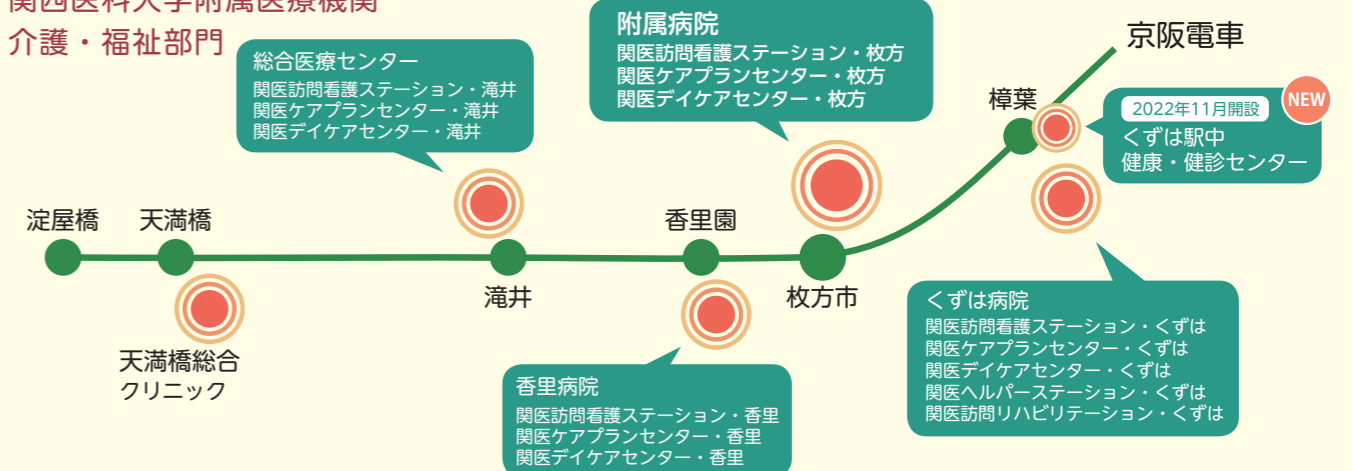 関西医科大学附属医療機関
介護・福祉部門
総合医療センター
関医訪問看護ステーション・滝井
関医ケアプランセンター・滝井
関医デイケアセンター・滝井
附属病院
関医訪問看護ステーション・枚方
関医ケアプランセンター・枚方
関医デイケアセンター・枚方
京阪電車
樟葉
2022年11月開設
NEW
くずは駅中
健康・健診センター
淀屋橋
天満橋
滝井
香里園
枚方市
天満橋総合
クリニック
香里病院
関医訪問看護ステーション・香里
関医ケアプランセンター・香里
関医デイケアセンター・香里
くずは病院
関医訪問看護ステーション・くずは
関医ケアプランセンター・くずは
関医デイケアセンター・くずは
関医ヘルパーステーション・くずは
関医訪問リハビリテーション・くずは